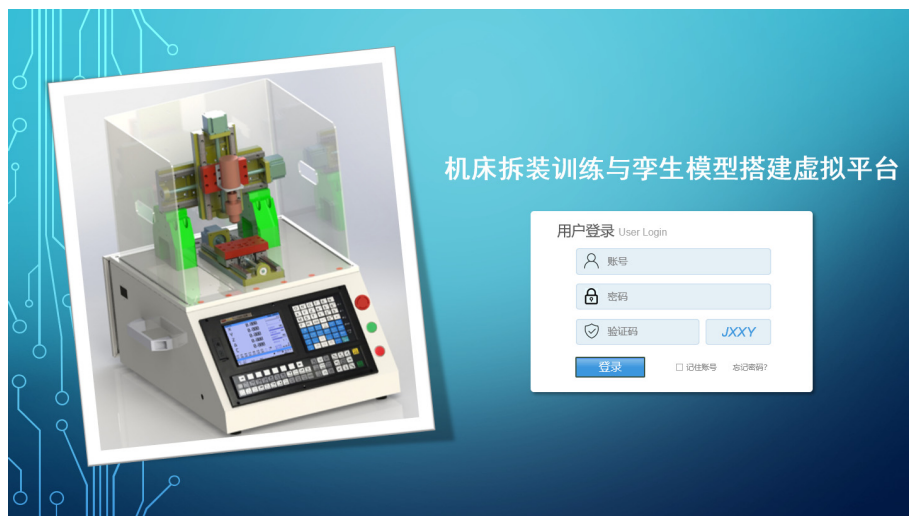 机床拆装训练与孪生模型搭建虚拟平台
用户登录 User Login
账号
密码
验证码 JXXY
登录 记住账号 忘记密码?